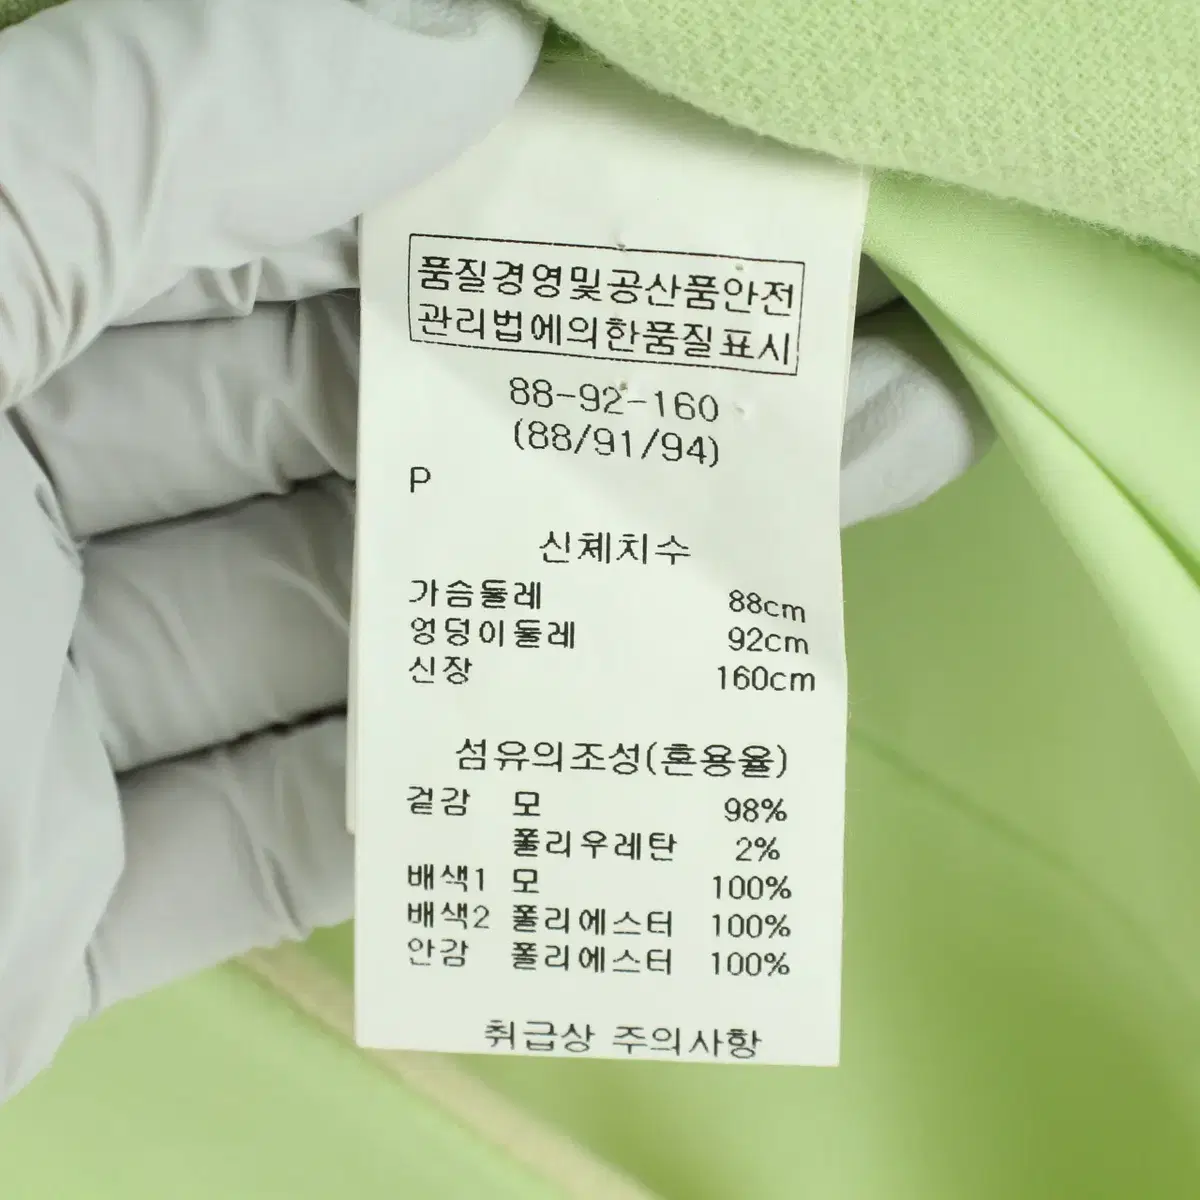 품질경영및공산품안전
관리법에의한품질표시
88-92-160
(88/91/94)
P
신체치수
가슴둘레 88cm
엉덩이둘레 92cm
신장 160cm
섬유의조성(혼용율)
겉감 모 98%
폴리우레탄 2%
배색1 모 100%
배색2 폴리에스터 100%
안감 폴리에스터 100%
취급상 주의사항